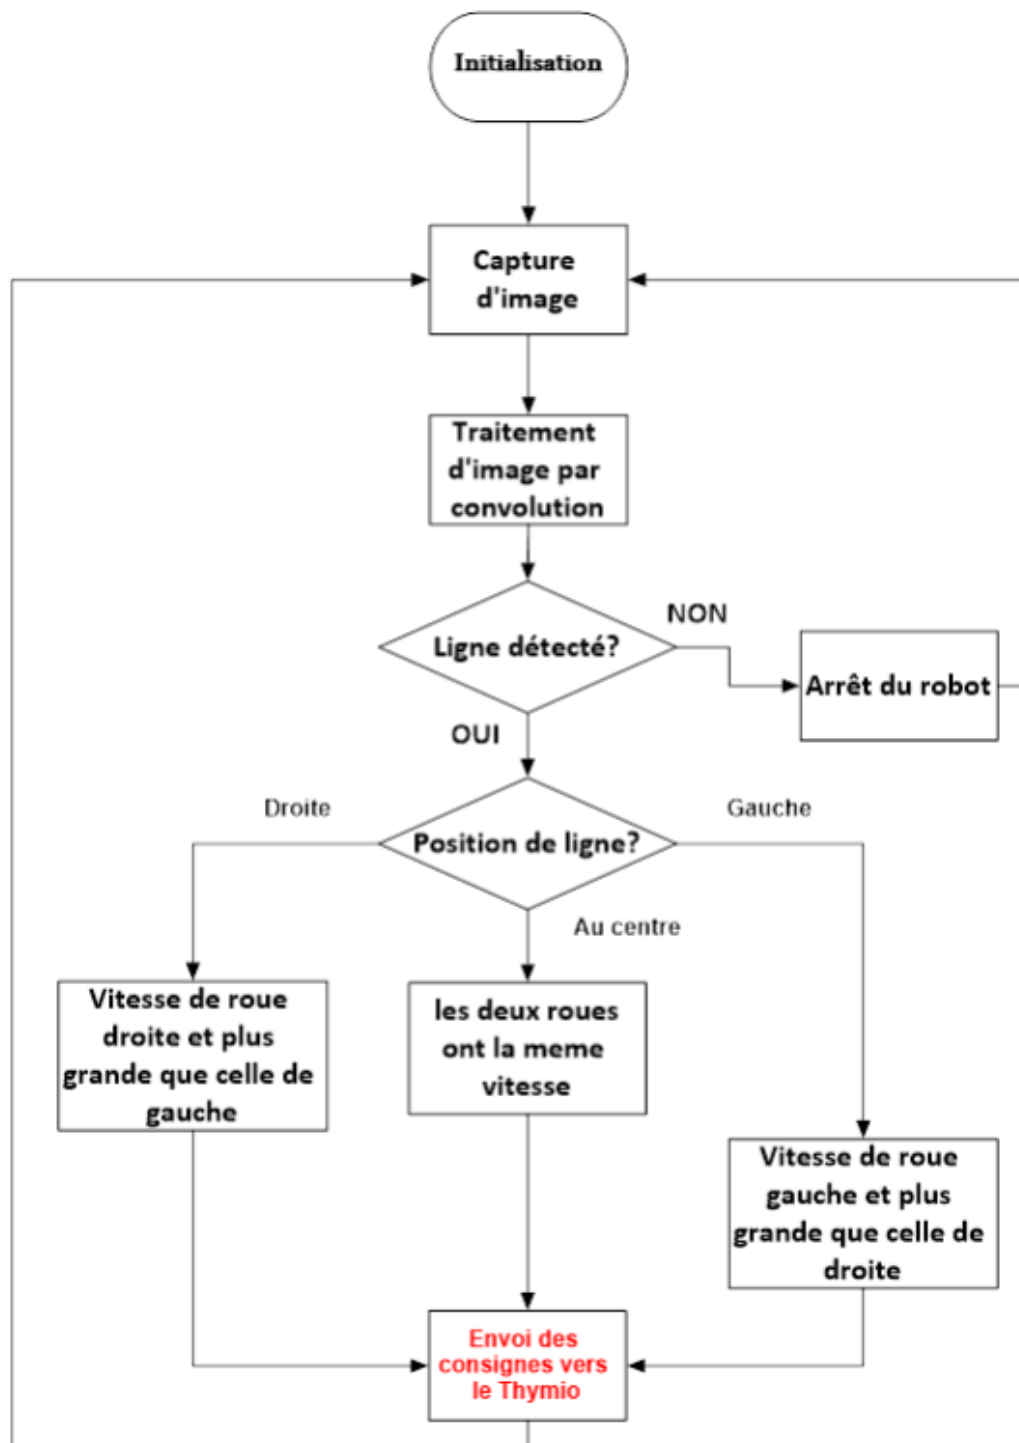 Initialisation
Capture
d'image
Traitement
d'image par
convolution
Ligne détecté?
NON
Arrêt du robot
OUI
Position de ligne?
Droite
Gauche
Au centre
Vitesse de roue
droite et plus
grande que celle de
gauche
les deux roues
ont la meme
vitesse
Vitesse de roue
gauche et plus
grande que celle de
droite
Envoi des
consignes vers
le Thymio